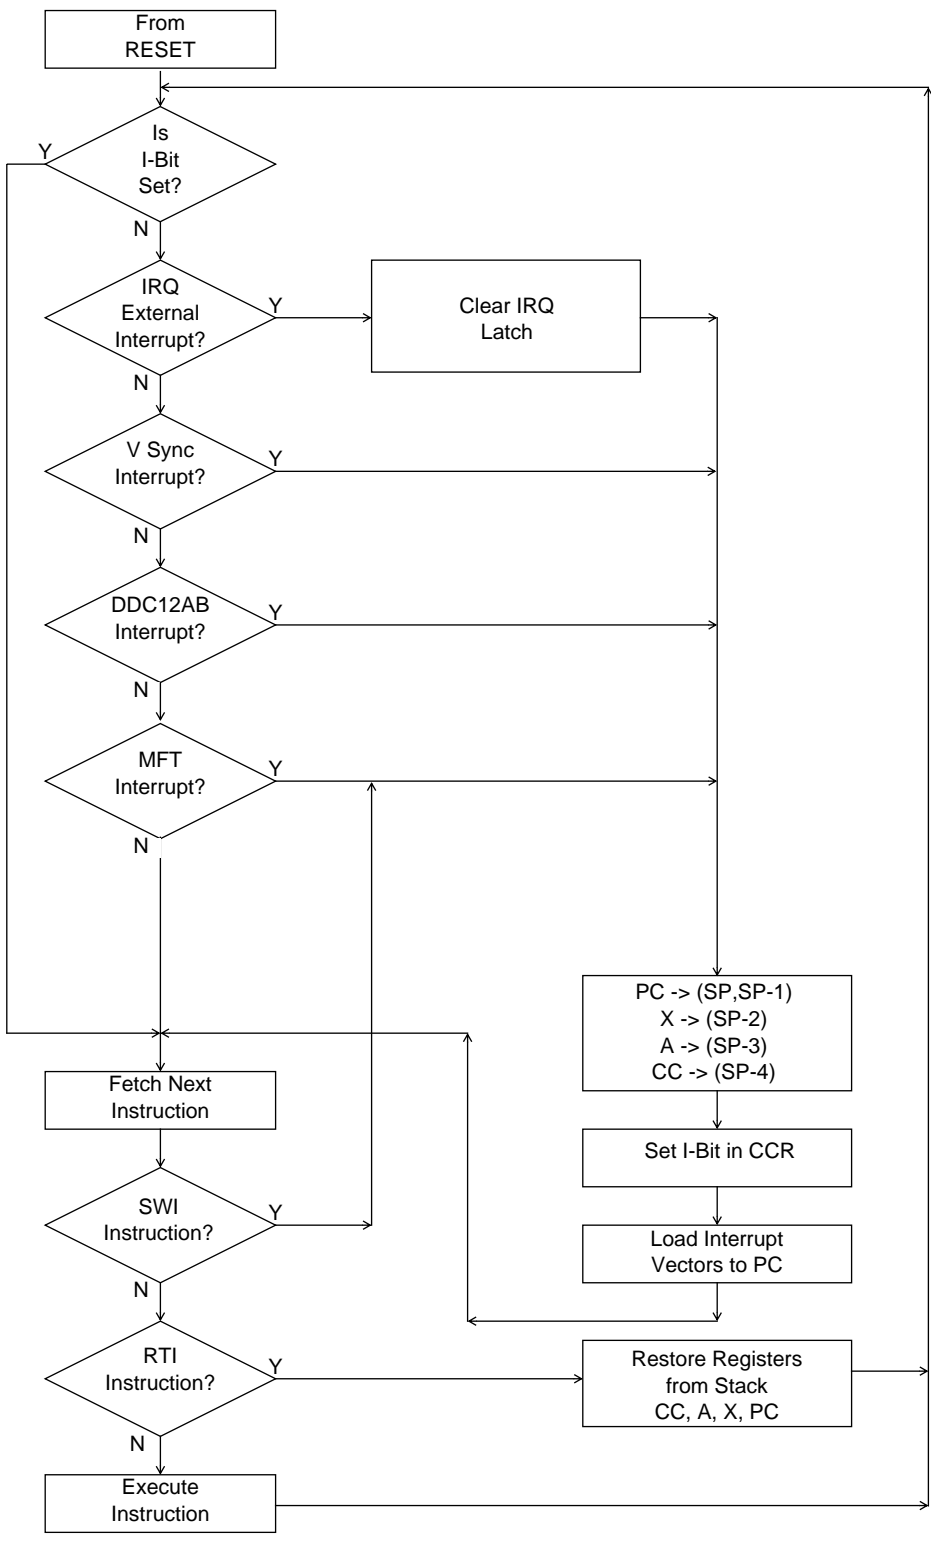 From
RESET
Is
I-Bit
Set?
Y
N
IRQ
External
Interrupt?
Y
N
Clear IRQ
Latch
V Sync
Interrupt?
Y
N
DDC12AB
Interrupt?
Y
N
MFT
Interrupt?
Y
N
PC -> (SP,SP-1)
X -> (SP-2)
A -> (SP-3)
CC -> (SP-4)
Set I-Bit in CCR
Load Interrupt
Vectors to PC
Fetch Next
Instruction
SWI
Instruction?
Y
N
RTI
Instruction?
Y
N
Restore Registers
from Stack
CC, A, X, PC
Execute
Instruction